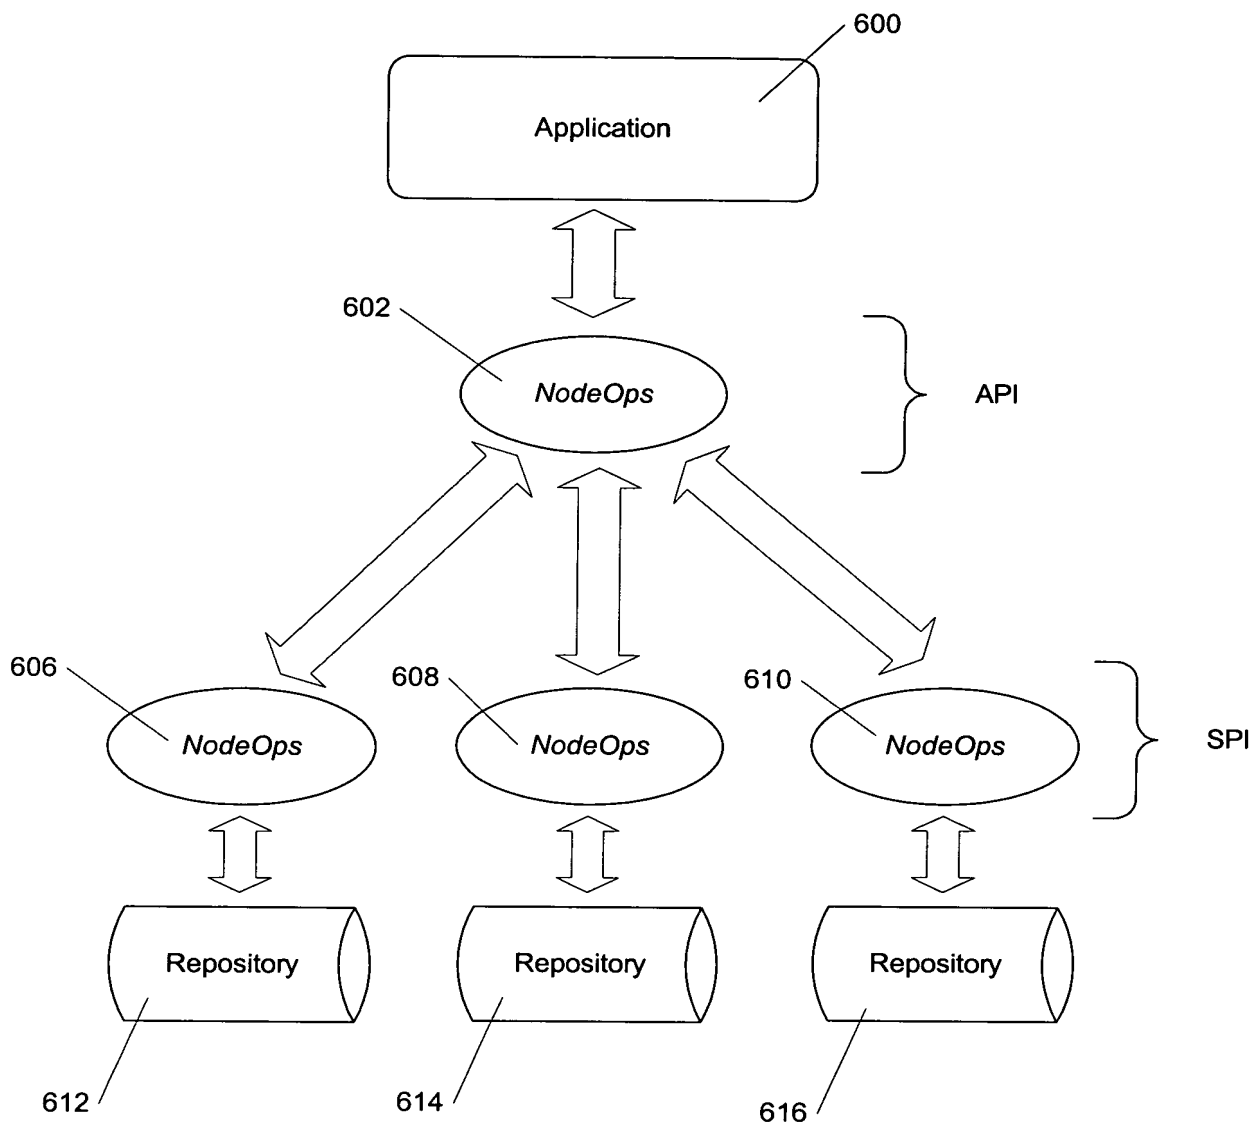 600
Application
602
NodeOps
API
606
608
610
NodeOps
NodeOps
NodeOps
SPI
Repository
Repository
Repository
612
614
616